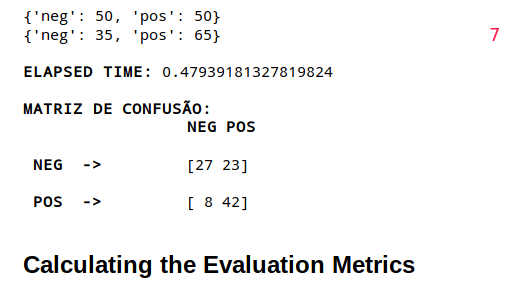 {'neg': 50, 'pos': 50}
{'neg': 35, 'pos': 65}
7
ELAPSED TIME: 0.47939181327819824
MATRIZ DE CONFUSÃO:
NEG POS
NEG -> [27 23]
POS -> [ 8 42]
Calculating the Evaluation Metrics